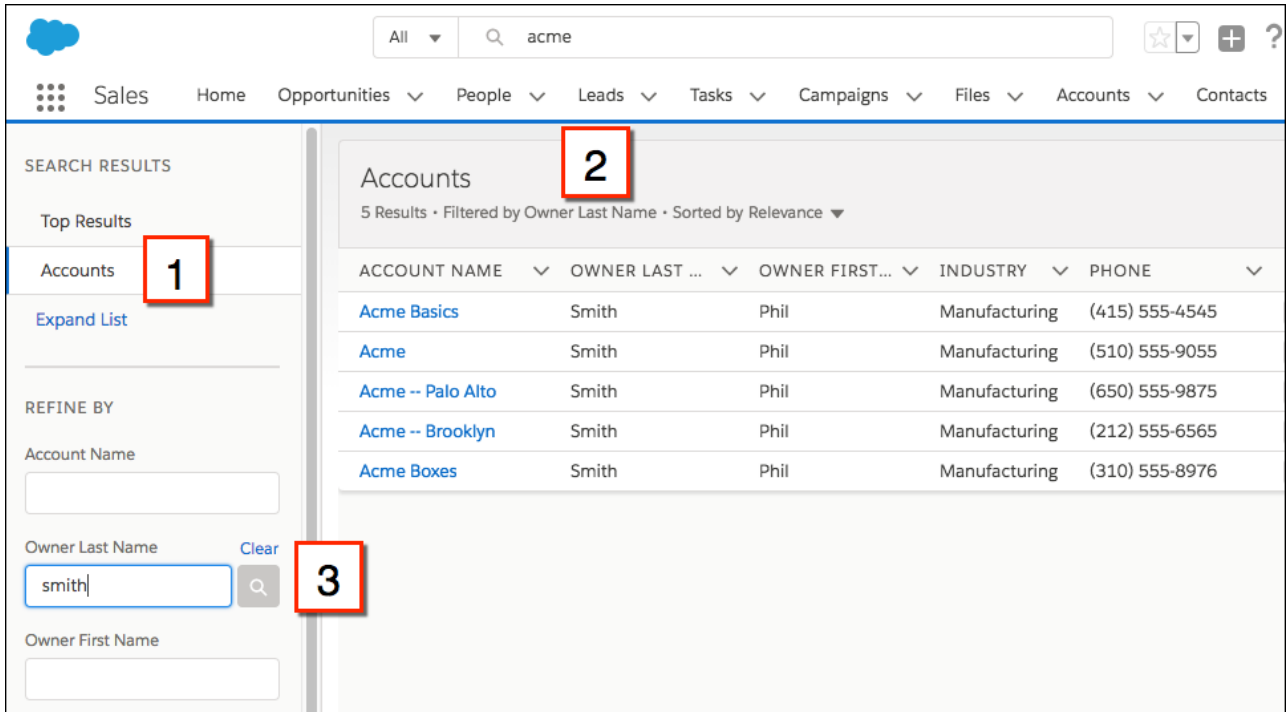 All acme
Sales Home Opportunities People Leads Tasks Campaigns Files Accounts Contacts
SEARCH RESULTS
Top Results
Accounts
1
Expand List
REFINE BY
Account Name
Owner Last Name Clear
smith
3
Owner First Name
Accounts
2
5 Results • Filtered by Owner Last Name • Sorted by Relevance
ACCOUNT NAME OWNER LAST ... OWNER FIRST... INDUSTRY PHONE
Acme Basics Smith Phil Manufacturing (415) 555-4545
Acme Smith Phil Manufacturing (510) 555-9055
Acme -- Palo Alto Smith Phil Manufacturing (650) 555-9875
Acme -- Brooklyn Smith Phil Manufacturing (212) 555-6565
Acme Boxes Smith Phil Manufacturing (310) 555-8976